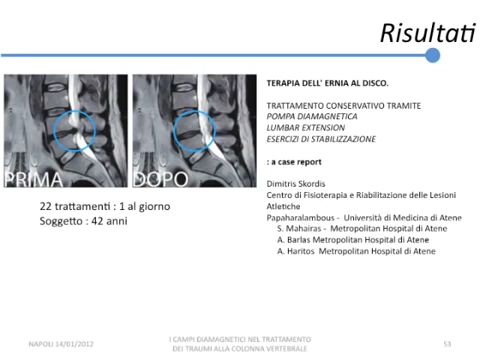 Risultati
TERAPIA DELL' ERNIA AL DISCO.
TRATTAMENTO CONSERVATIVO TRAMITE
POMPA DIAMAGNETICA
LUMBAR EXTENSION
ESERCIZI DI STABILIZZAZIONE
: a case report
PRIMA
DOPO
Dimitris Skordis
Centro di Fisioterapia e Riabilitazione delle Lesioni
Atletiche
Papaharalambous - Università di Medicina di Atene
S. Mahairas - Metropolitan Hospital di Atene
A. Barlas Metropolitan Hospital di Atene
A. Haritos Metropolitan Hospital di Atene
22 trattamenti : 1 al giorno
Soggetto : 42 anni
NAPOLI 14/01/2012
I CAMPI DIAMAGNETICI NEL TRATTAMENTO
DEI TRAUMI ALLA COLONNA VERTEBRALE
53